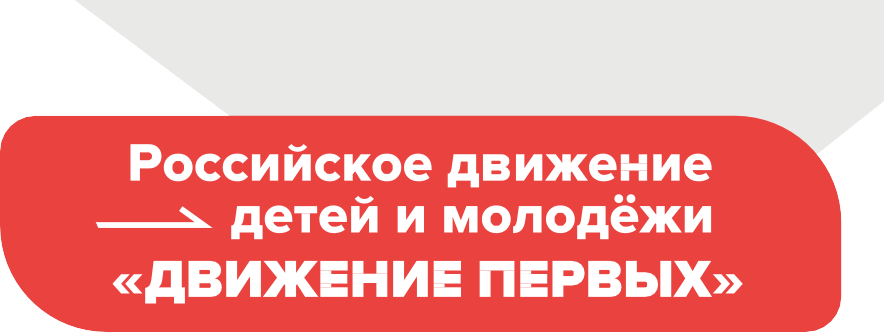 Российское движение
детей и молодёжи
«ДВИЖЕНИЕ ПЕРВЫХ»